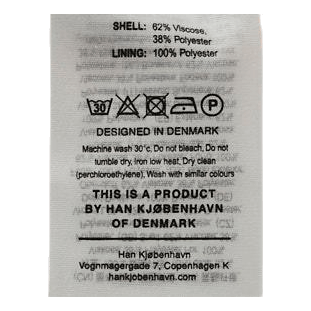 SHELL: 62% Viscose,
38% Polyester
LINING: 100% Polyester
30
P
DESIGNED IN DENMARK
Machine wash 30°c, Do not bleach, Do not
tumble dry, Iron low heat, Dry clean
(perchloroethylene), Wash with similar colours
THIS IS A PRODUCT
BY HAN KJØBENHAVN
OF DENMARK
Han Kjøbenhavn
Vognmagergade 7, Copenhagen K
hankjobenhavn.com